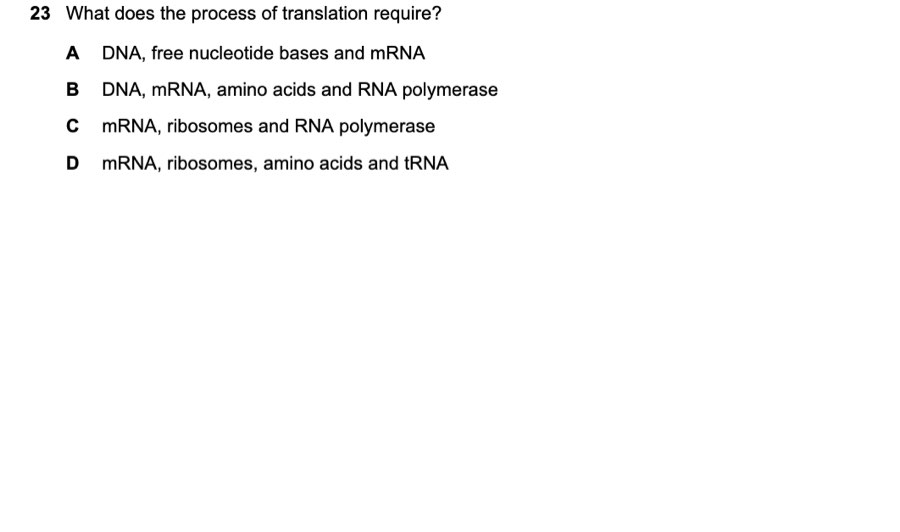 23 What does the process of translation require?
A DNA, free nucleotide bases and mRNA
B DNA, mRNA, amino acids and RNA polymerase
C mRNA, ribosomes and RNA polymerase
D mRNA, ribosomes, amino acids and tRNA